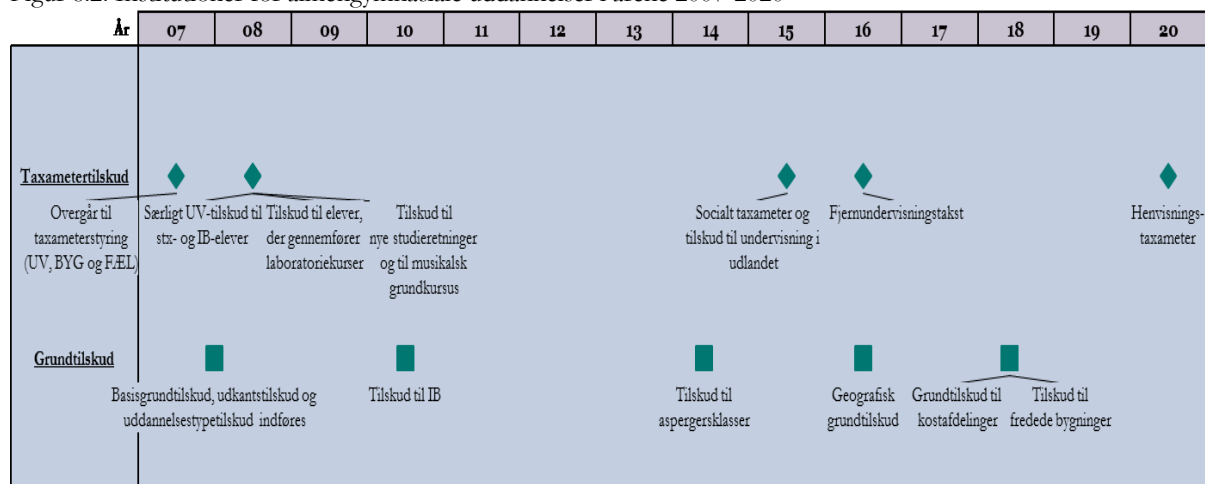 År 07 08 09 10 11 12 13 14 15 16 17 18 19 20
Taxametertilskud
Overgår til
taxameterstyring
(UV, BYG og FÆL)
Særligt UV-tilskud til
stx- og IB-elever
Tilskud til elever,
der gennemfører
laboratoriekurser
Tilskud til
nye studieretninger
og til musikalsk
grundkursus
Socialt taxameter og
tilskud til undervisning i
udlandet
Fjernundervisningstakst
Henvisnings-
taxameter
Grundtilskud
Basisgrundtilskud, udkantstilskud og
uddannelsestypetilskud indføres
Tilskud til IB
Tilskud til
aspergersklasser
Geografisk
grundtilskud
Grundtilskud til
kostafdelinger
Tilskud til
fredede bygninger